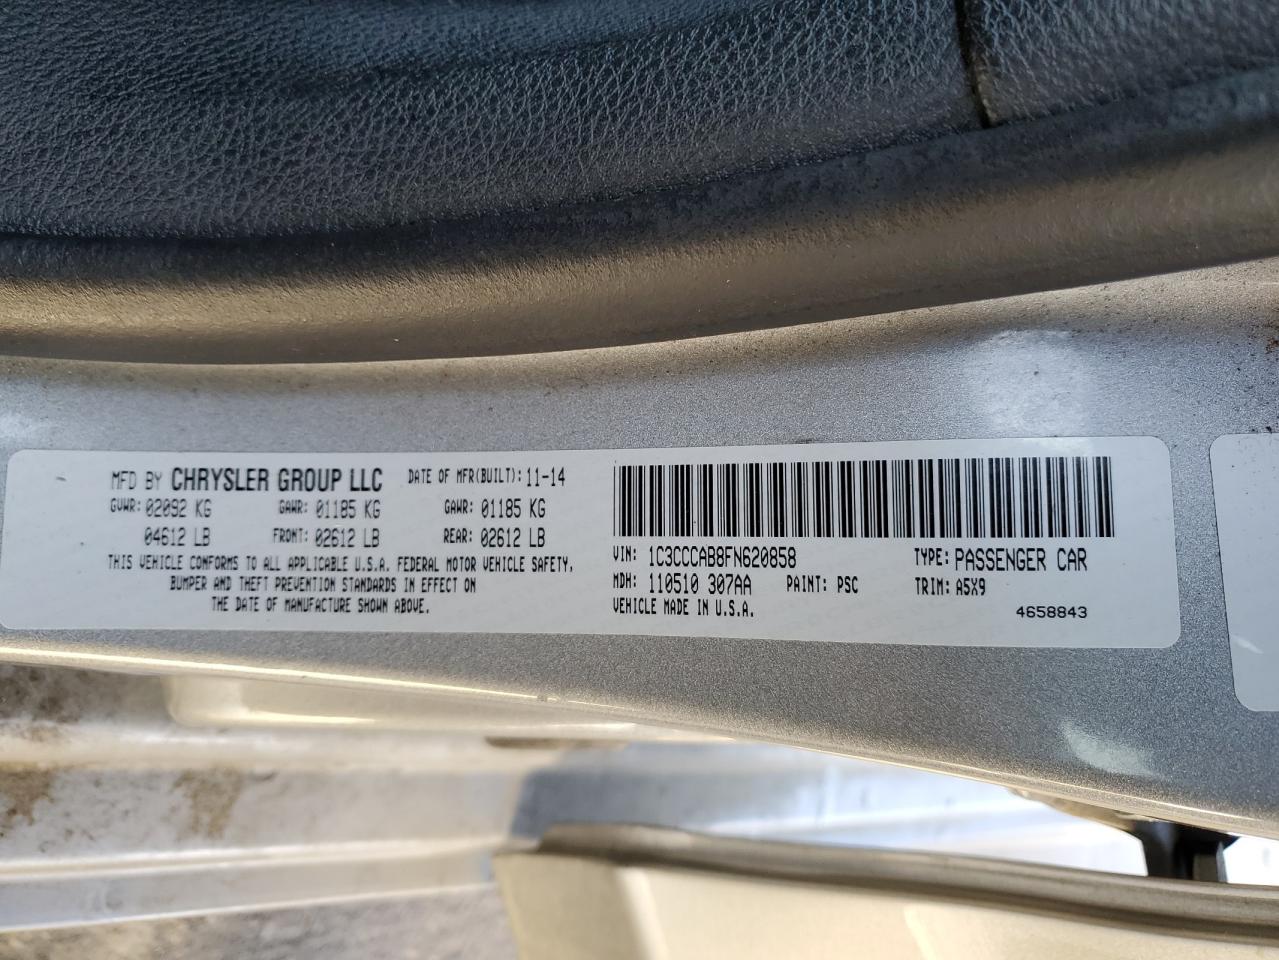 MFD BY CHRYSLER GROUP LLC DATE OF MFR(BUILT): 11-14
GVWR: 02092 KG GAWR: 01185 KG GAWR: 01185 KG
04612 LB FRONT: 02612 LB REAR: 02612 LB
THIS VEHICLE CONFORMS TO ALL APPLICABLE U.S.A. FEDERAL MOTOR VEHICLE SAFETY,
BUMPER AND THEFT PREVENTION STANDARDS IN EFFECT ON
THE DATE OF MANUFACTURE SHOWN ABOVE.
VIN: 1C3CCCAB8FN620858 TYPE: PASSENGER CAR
MDH: 110510 307AA PAINT: PSC TRIM: A5X9
VEHICLE MADE IN U.S.A. 4658843